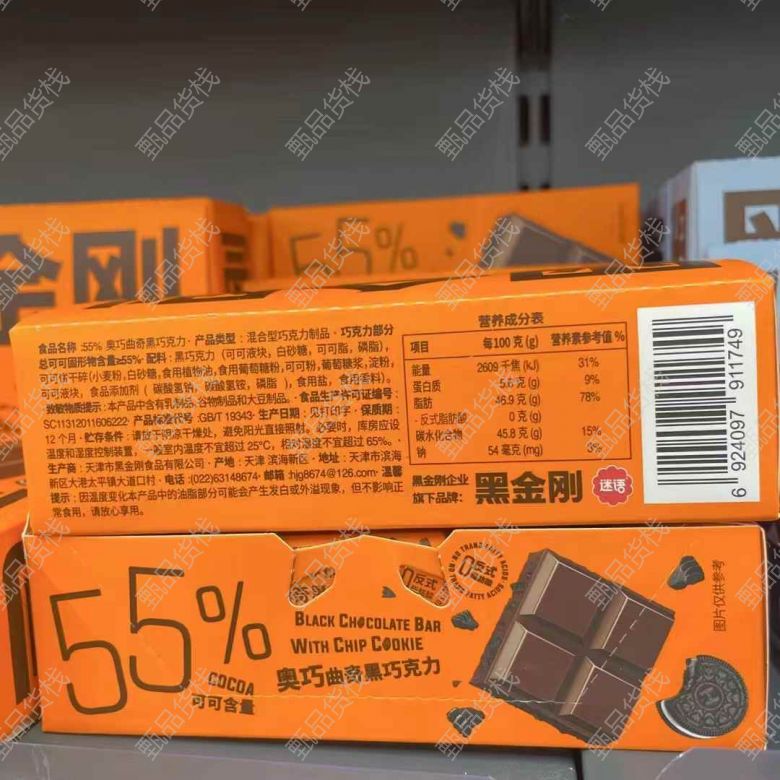 甄品货栈
金刚
55%
食品名称:55% 奥巧曲奇黑巧克力·产品类型:混合型巧克力制品·巧克力部分
总可可固形物含量≥55%·配料:黑巧克力(可可液块,白砂糖,可可脂,磷脂),
可可饼干碎(小麦粉,白砂糖,食用植物油,食用葡萄糖粉,可可粉,葡萄糖浆,淀粉,
可可液块,食品添加剂(碳酸氢钠,碳酸氢铵,磷脂),食用盐,食用香料)。
致敏物质提示:本产品中含有乳制品,谷物制品和大豆制品。·食品生产许可证编号:
SC11312011606222·产品标准号:GB/T 19343·生产日期:见打印字·保质期:
12个月·贮存条件:请放于阴凉干燥处,避免阳光直接照射。必要时,库房应设
温度和湿度控制装置,一般室内温度不宜超过25°C,相对湿度不宜超过65%。
生产商:天津市黑金刚食品有限公司·产地:天津 滨海新区·地址:天津市滨海
新区大港太平镇大道口村·电话:(022)63148674·邮箱:hjg8674@126.com·温馨
提示:因温度变化本产品中的油脂部分可能会产生发白或外溢现象,但不影响正
常食用,请放心享用。
营养成分表
项目 每100克(g) 营养素参考值%
能量 2609千焦(kJ) 31%
蛋白质 5.6克(g) 9%
脂肪 46.9克(g) 78%
-反式脂肪酸 0克(g)
碳水化合物 45.8克(g) 15%
钠 54毫克(mg) 3%
黑金刚企业
旗下品牌:
黑金刚
迷语
6 924097 911749
55%
COCOA
可可含量
BLACK CHOCOLATE BAR
WITH CHIP COOKIE
奥巧曲奇黑巧克力
0反式
图片仅供参考